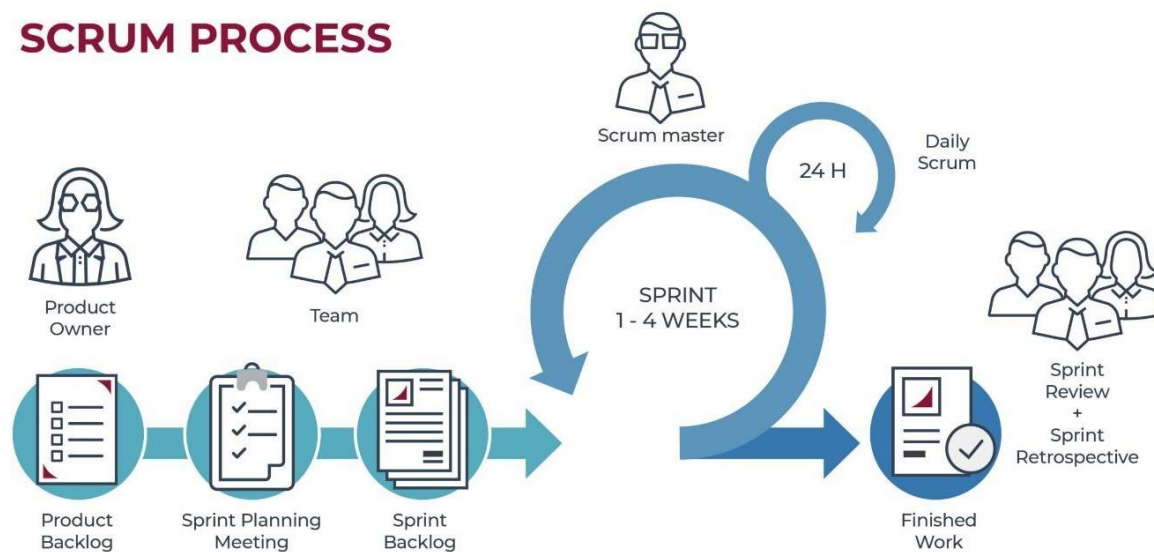 SCRUM PROCESS
Scrum master
Daily
Scrum
24 H
Product
Owner
Team
SPRINT
1 - 4 WEEKS
Sprint
Review
+
Sprint
Retrospective
Product
Backlog
Sprint Planning
Meeting
Sprint
Backlog
Finished
Work